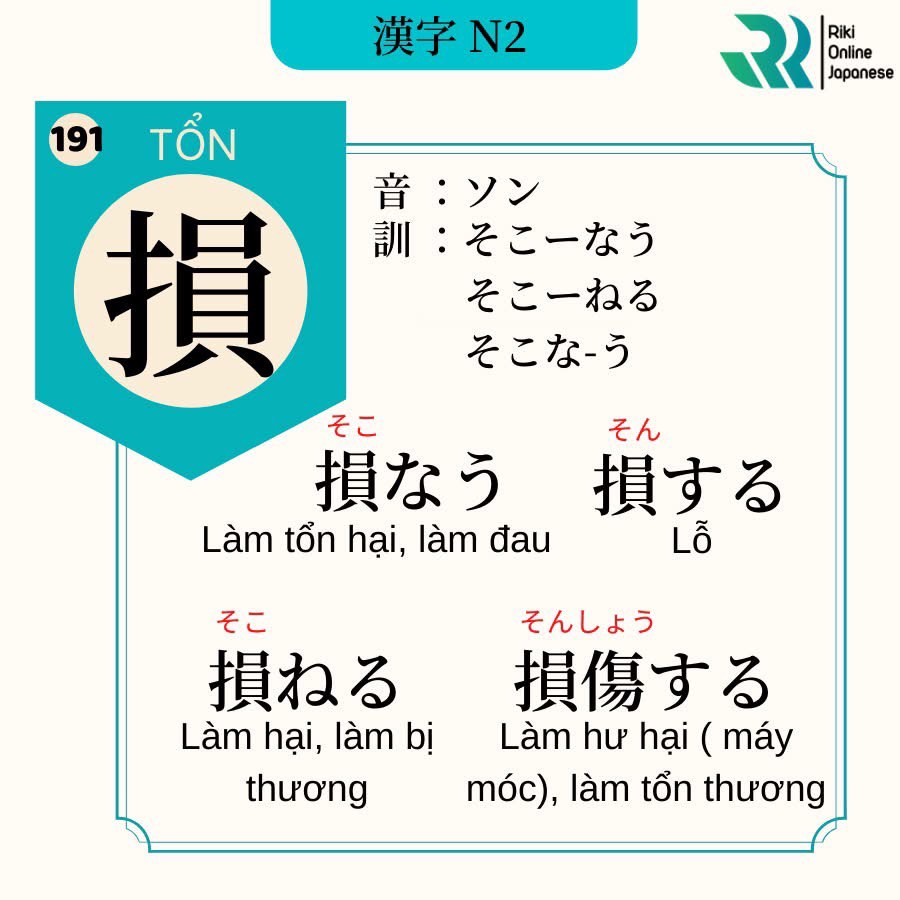 漢字 N2
Riki
Online
Japanese
191
TỔN
損
音 ：ソン
訓 ：そこーなう
そこーねる
そこな-う
そこ
損なう
Làm tổn hại, làm đau
そん
損する
Lỗ
そこ
損ねる
Làm hại, làm bị
thương
そんしょう
損傷する
Làm hư hại ( máy
móc), làm tổn thương